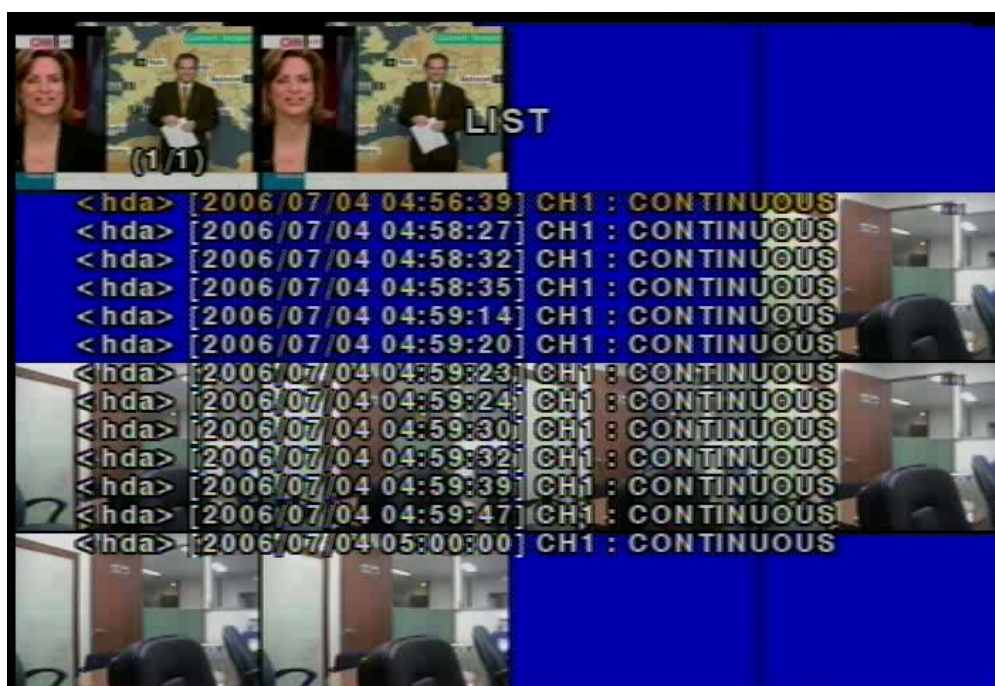 CNN
LIST
(1/1)
<hda> [2006/07/04 04:56:39] CH1 : CONTINUOUS
<hda> [2006/07/04 04:58:27] CH1 : CONTINUOUS
<hda> [2006/07/04 04:58:32] CH1 : CONTINUOUS
<hda> [2006/07/04 04:58:35] CH1 : CONTINUOUS
<hda> [2006/07/04 04:59:14] CH1 : CONTINUOUS
<hda> [2006/07/04 04:59:20] CH1 : CONTINUOUS
<hda> [2006/07/04 04:59:23] CH1 : CONTINUOUS
<hda> [2006/07/04 04:59:24] CH1 : CONTINUOUS
<hda> [2006/07/04 04:59:30] CH1 : CONTINUOUS
<hda> [2006/07/04 04:59:32] CH1 : CONTINUOUS
<hda> [2006/07/04 04:59:39] CH1 : CONTINUOUS
<hda> [2006/07/04 04:59:47] CH1 : CONTINUOUS
<hda> [2006/07/04 05:00:00] CH1 : CONTINUOUS